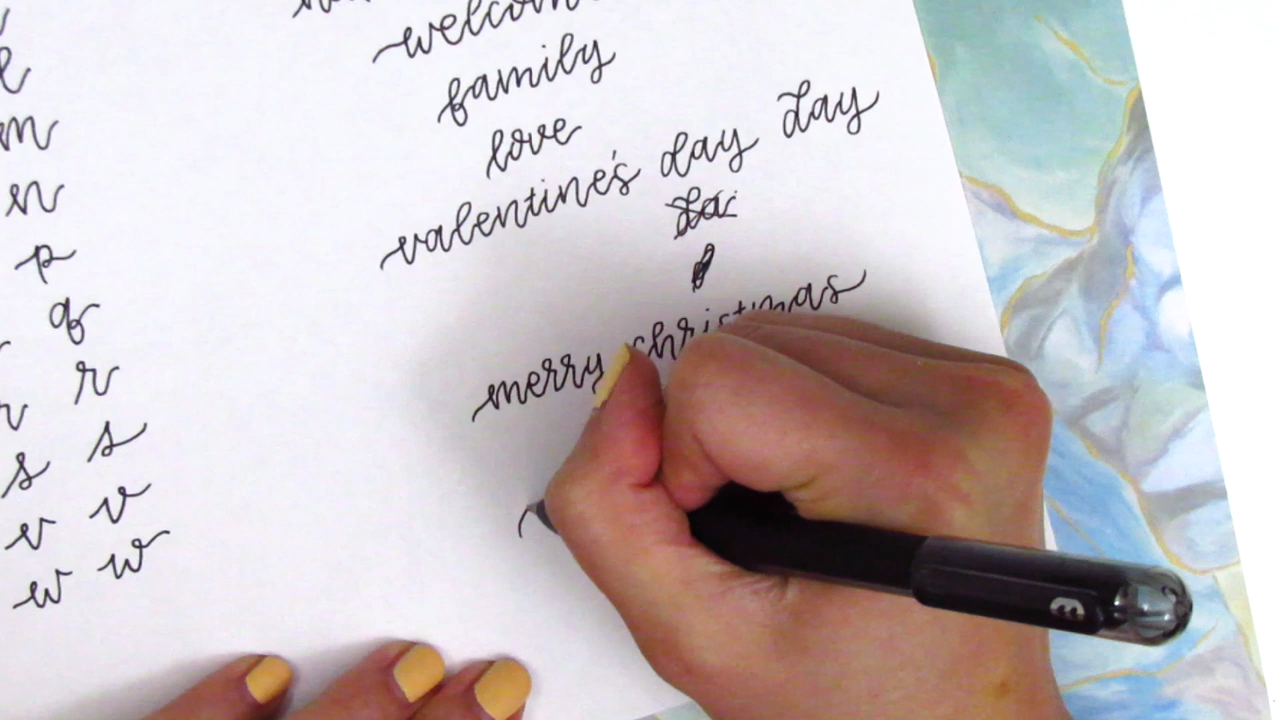 welcome
family
love
valentine's day day
merry christmas
m
n
p
q
r r
s s
v v
w w